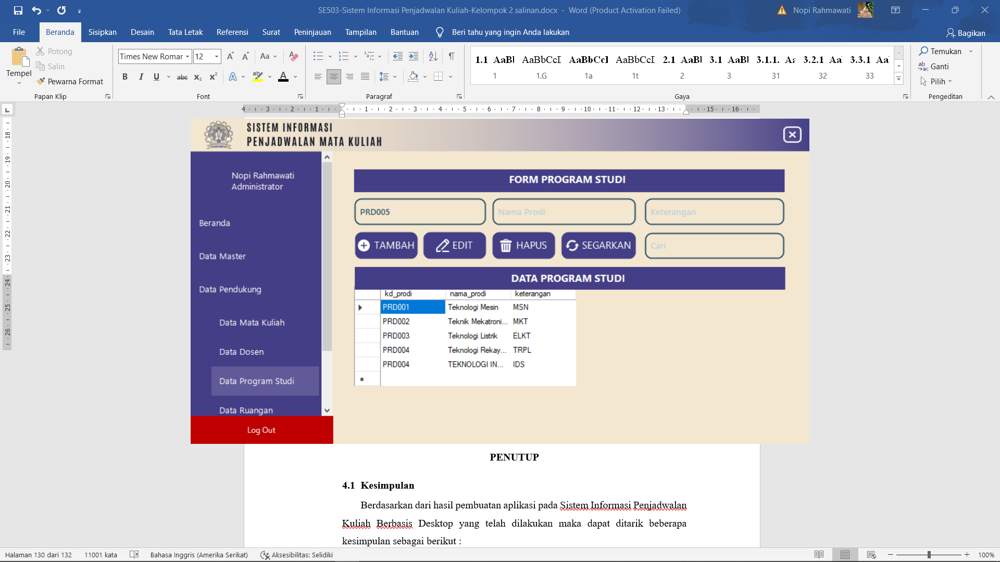 SE503-Sistem Informasi Penjadwalan Kuliah-Kelompok 2 salinan.docx - Word (Product Activation Failed)
Nopi Rahmawati
File Beranda Sisipkan Desain Tata Letak Referensi Surat Peninjauan Tampilan Bantuan Beri tahu yang ingin Anda lakukan Bagikan
Tempel
Potong
Salin
Pewarna Format
Papan Klip
Times New Romar 12
Font
Paragraf
1.1 AaBl AaBbCcI AaBbCcI AaBbCcI 2.1 AaBl 3.1 AaBl 3.1.1. Aa 3.2.1 Aa 3.3.1 Aa
1 1.G 1a 1t 2 3 31 32 33
Gaya
Temukan
Ganti
Pilih
Pengeditan
4 3 2 1 1 2 3 4 5 6 7 8 9 10 11 12 13 15 16
18
19
20
21
22
23
24
25
26
SISTEM INFORMASI
PENJADWALAN MATA KULIAH
Nopi Rahmawati
Administrator
Beranda
Data Master
Data Pendukung
Data Mata Kuliah
Data Dosen
Data Program Studi
Data Ruangan
Log Out
FORM PROGRAM STUDI
PRD005 Nama Prodi Keterangan
TAMBAH EDIT HAPUS SEGARKAN Cari
DATA PROGRAM STUDI
kd_prodi nama_prodi keterangan
PRD001 Teknologi Mesin MSN
PRD002 Teknik Mekatroni... MKT
PRD003 Teknologi Listrik ELKT
PRD004 Teknologi Rekay... TRPL
PRD004 TEKNOLOGI IN... IDS
PENUTUP
4.1 Kesimpulan
Berdasarkan dari hasil pembuatan aplikasi pada Sistem Informasi Penjadwalan
Kuliah Berbasis Desktop yang telah dilakukan maka dapat ditarik beberapa
kesimpulan sebagai berikut :
Halaman 130 dari 132 11001 kata Bahasa Inggris (Amerika Serikat) Aksesibilitas: Selidiki 100%